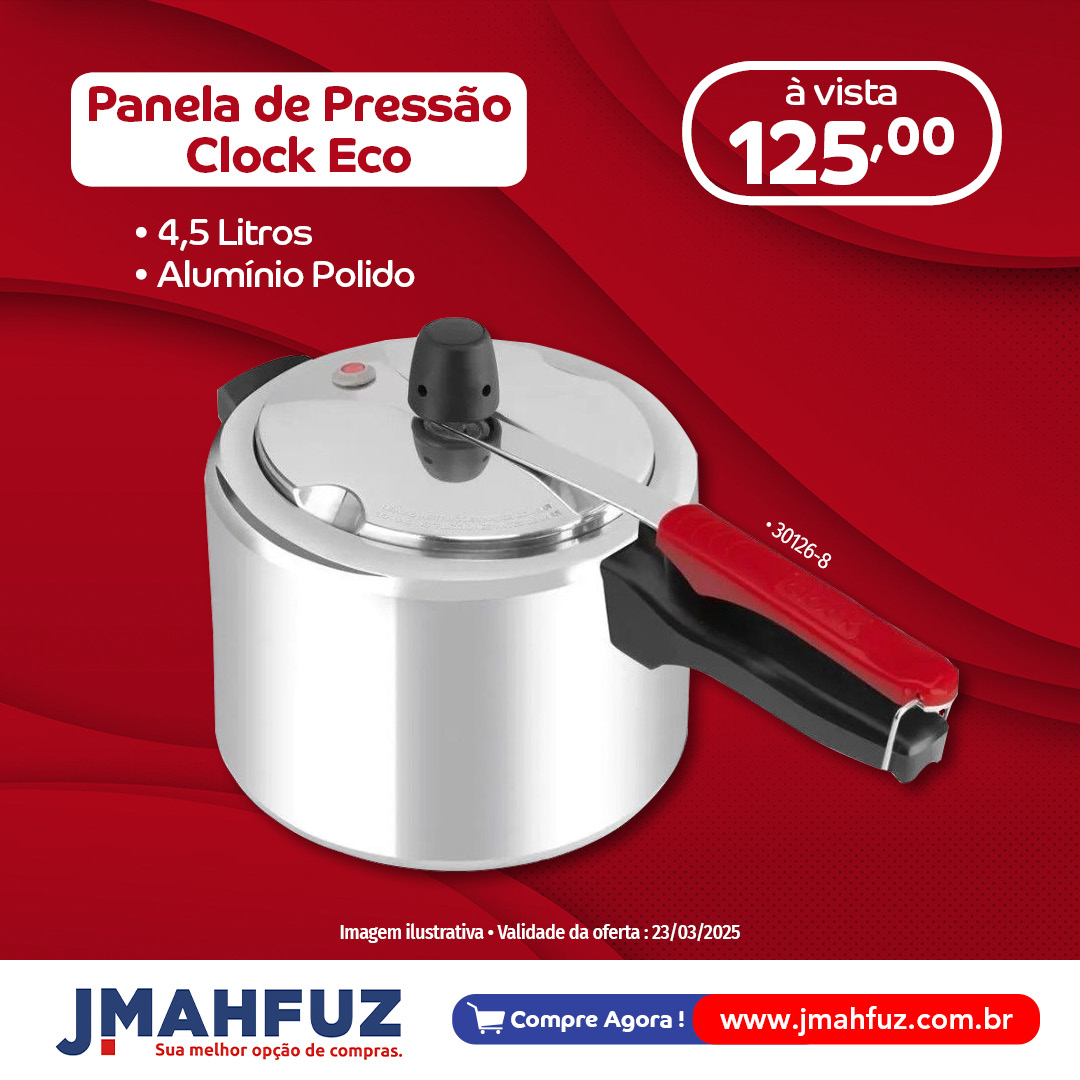 Panela de Pressão
Clock Eco
à vista
125,00
• 4,5 Litros
• Alumínio Polido
• 30126-8
Imagem ilustrativa • Validade da oferta : 23/03/2025
JMAHFUZ
Sua melhor opção de compras.
Compre Agora !
www.jmahfuz.com.br